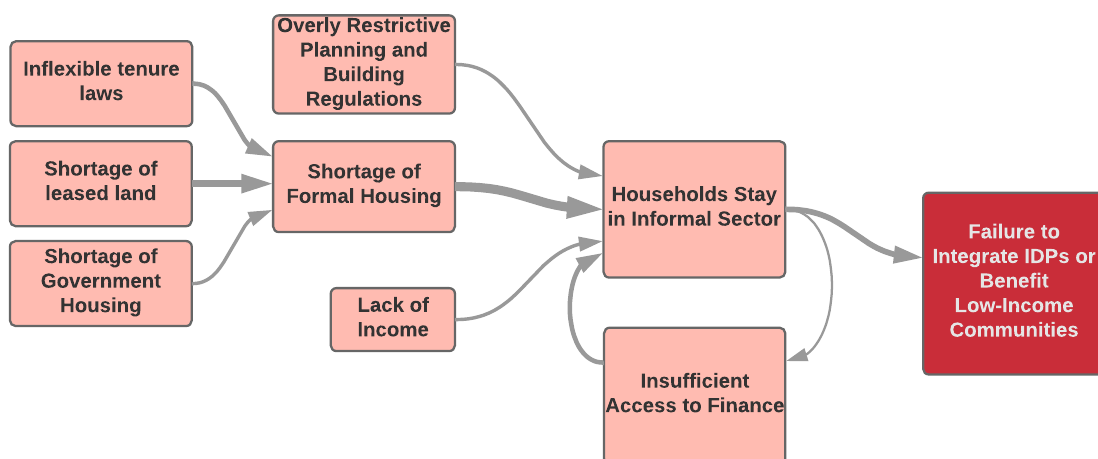 Inflexible tenure
laws
Shortage of
leased land
Shortage of
Government
Housing
Overly Restrictive
Planning and
Building
Regulations
Shortage of
Formal Housing
Lack of
Income
Households Stay
in Informal Sector
Insufficient
Access to Finance
Failure to
Integrate IDPs or
Benefit
Low-Income
Communities